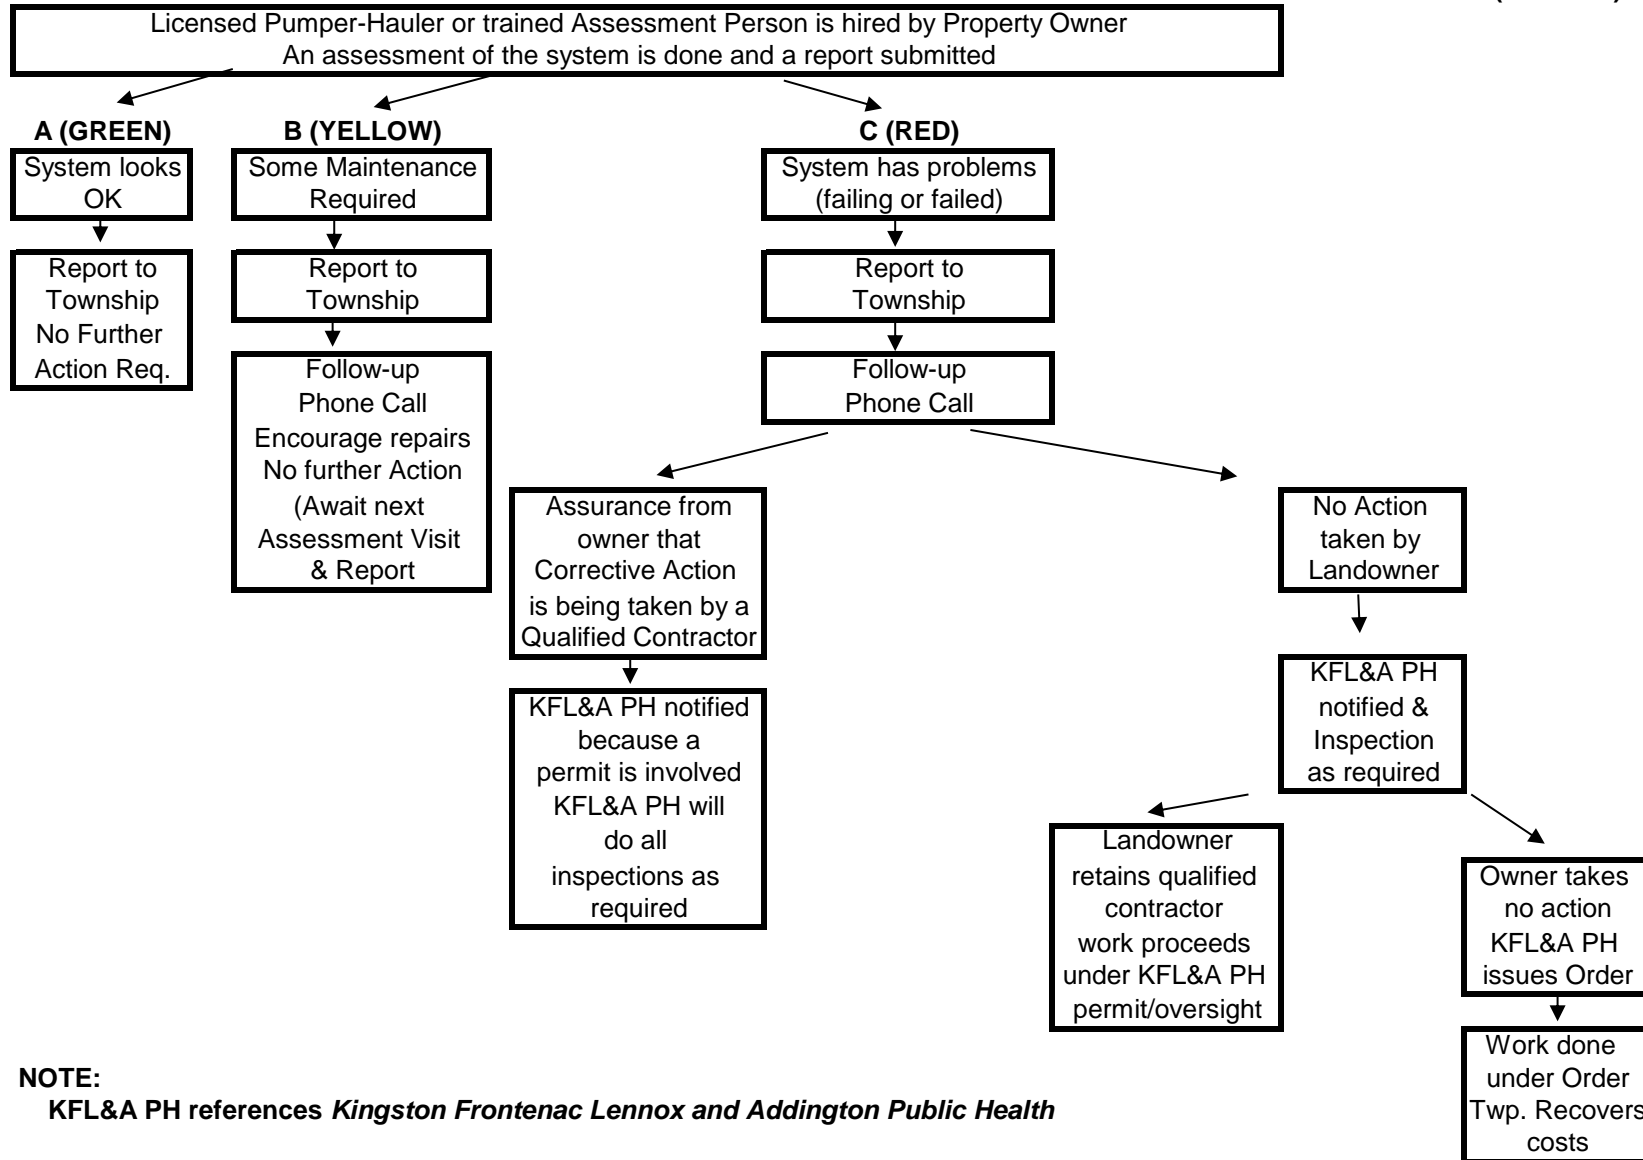 Licensed Pumper-Hauler or trained Assessment Person is hired by Property Owner
An assessment of the system is done and a report submitted
A (GREEN)
System looks
OK
Report to
Township
No Further
Action Req.
B (YELLOW)
Some Maintenance
Required
Report to
Township
Follow-up
Phone Call
Encourage repairs
No further Action
(Await next
Assessment Visit
& Report
C (RED)
System has problems
(failing or failed)
Report to
Township
Follow-up
Phone Call
Assurance from
owner that
Corrective Action
is being taken by a
Qualified Contractor
KFL&A PH notified
because a
permit is involved
KFL&A PH will
do all
inspections as
required
No Action
taken by
Landowner
KFL&A PH
notified &
Inspection
as required
Landowner
retains qualified
contractor
work proceeds
under KFL&A PH
permit/oversight
Owner takes
no action
KFL&A PH
issues Order
Work done
under Order
Twp. Recovers
costs
NOTE:
KFL&A PH references Kingston Frontenac Lennox and Addington Public Health